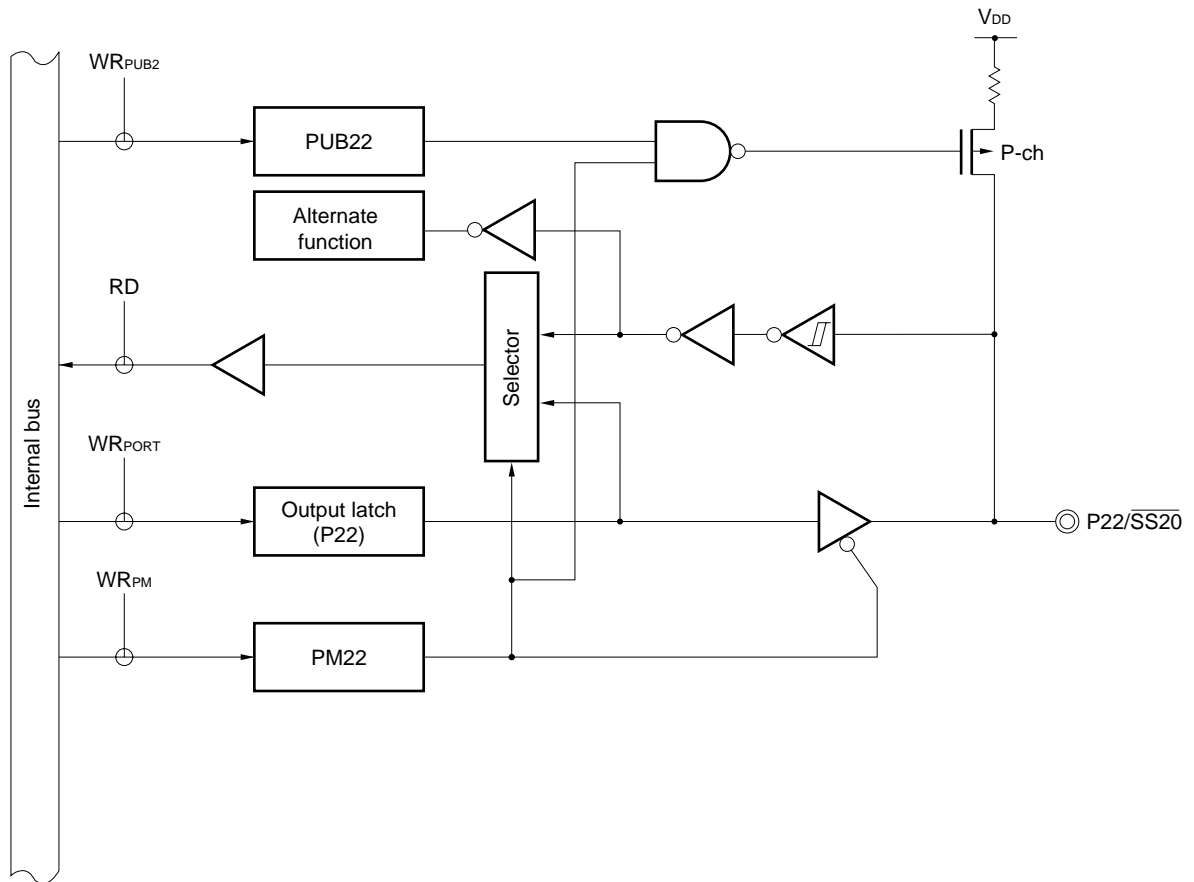 VDD
WRPUB2
PUB22
P-ch
Alternate
function
RD
Selector
Internal bus
WRPORT
Output latch
(P22)
P22/SS20
WRPM
PM22